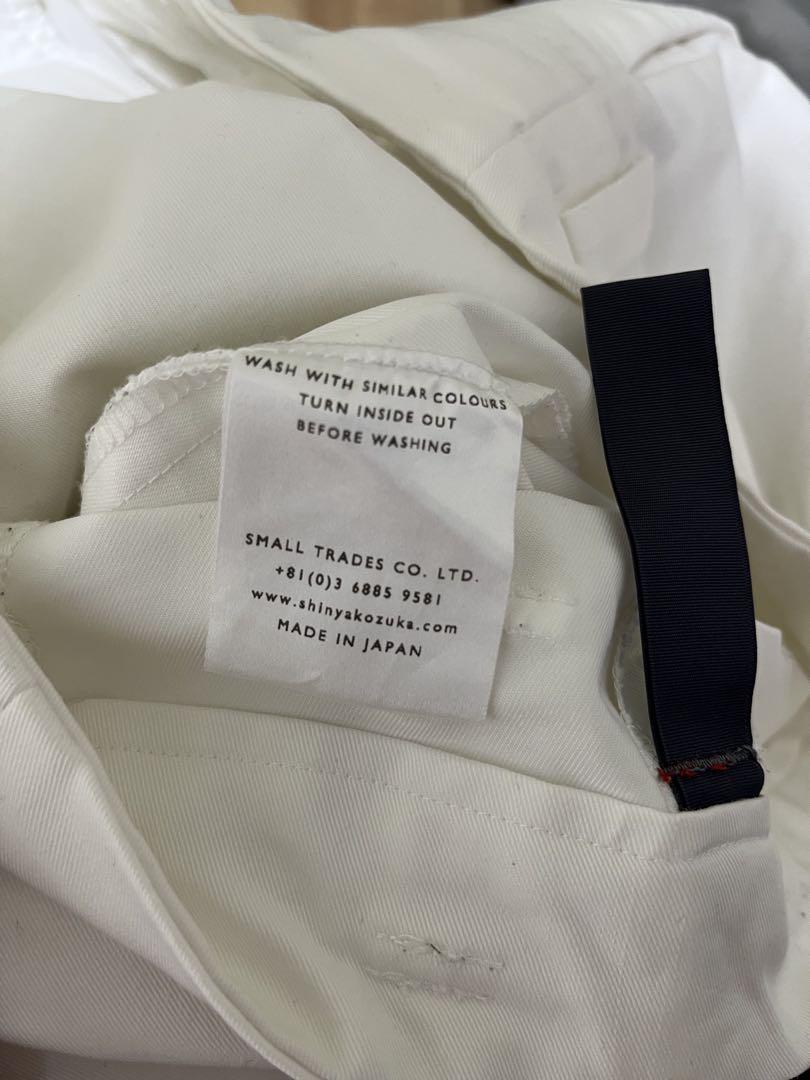 WASH WITH SIMILAR COLOURS
TURN INSIDE OUT
BEFORE WASHING
SMALL TRADES CO. LTD.
+81(0)3 6885 9581
www.shinyakozuka.com
MADE IN JAPAN